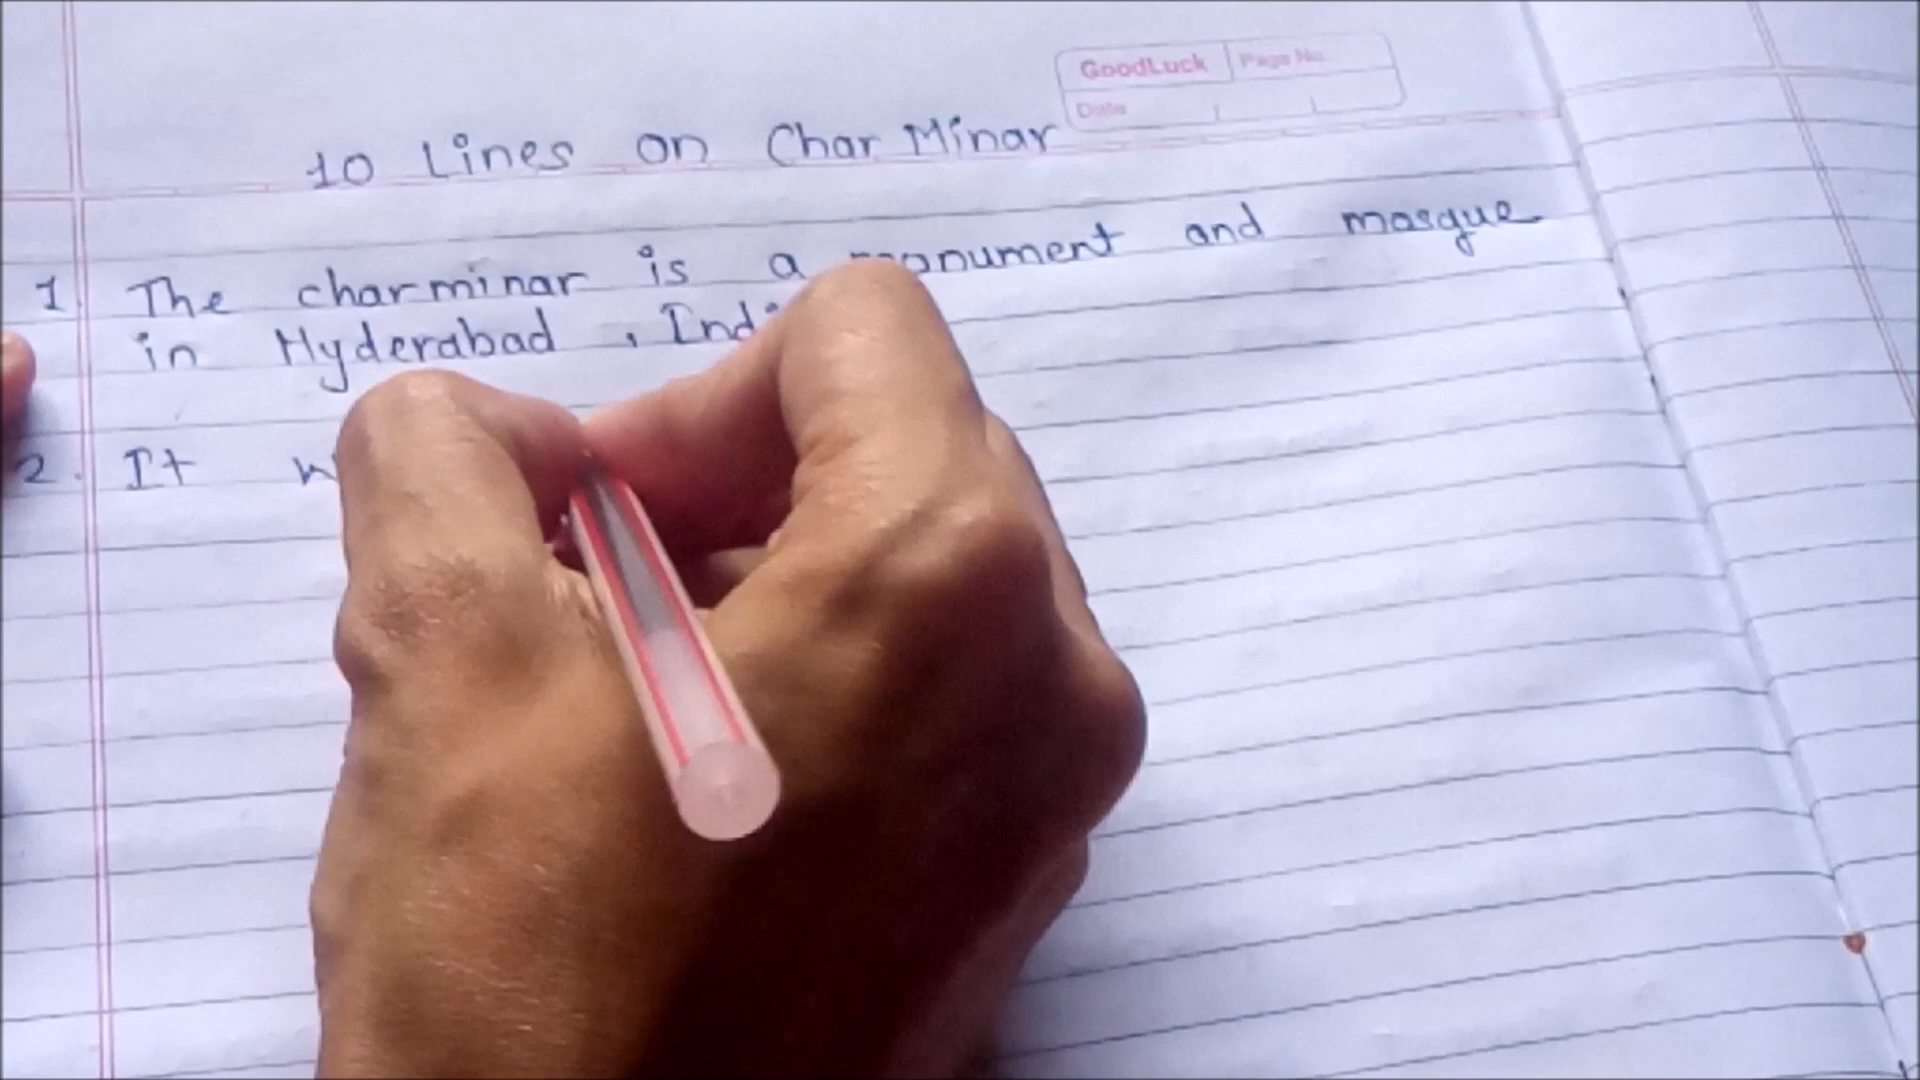 GoodLuck Page No.
Date
10 Lines on Char Minar
1. The charminar is a monument and mosque
in Hyderabad , Indi
2. It